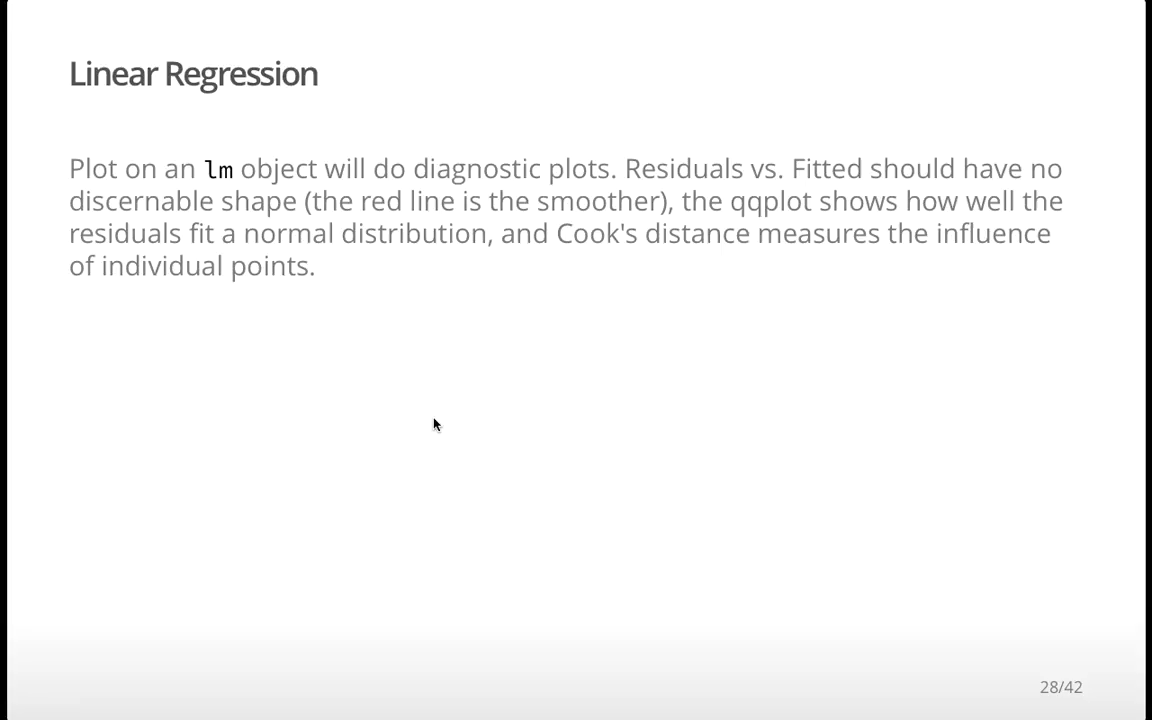 Linear Regression
Plot on an lm object will do diagnostic plots. Residuals vs. Fitted should have no
discernable shape (the red line is the smoother), the qqplot shows how well the
residuals fit a normal distribution, and Cook's distance measures the influence
of individual points.
28/42